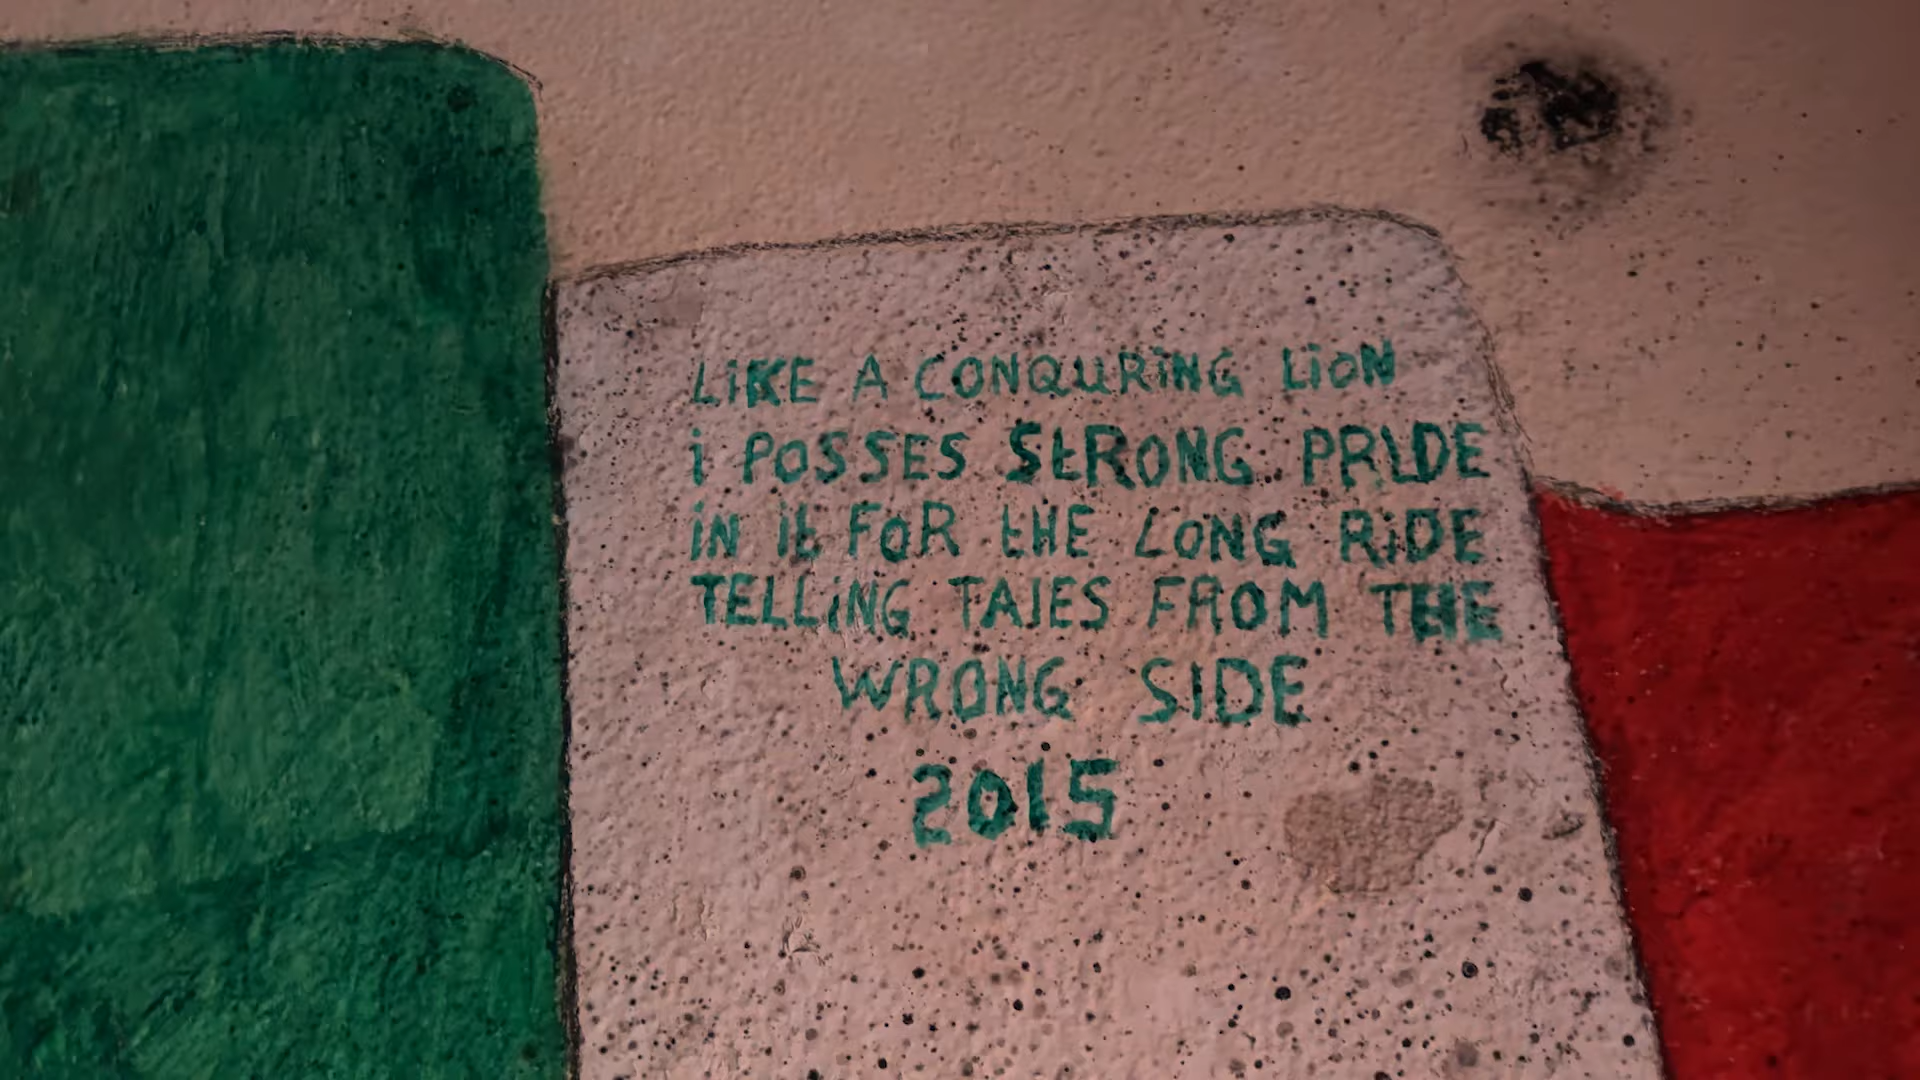 LiKE A CONQURiNG LiON
i POSSES StRONG PRIDE
iN it FOR tHE LONG RiDE
TELLiNG TAlES FROM THE
WRONG SIDE
2015